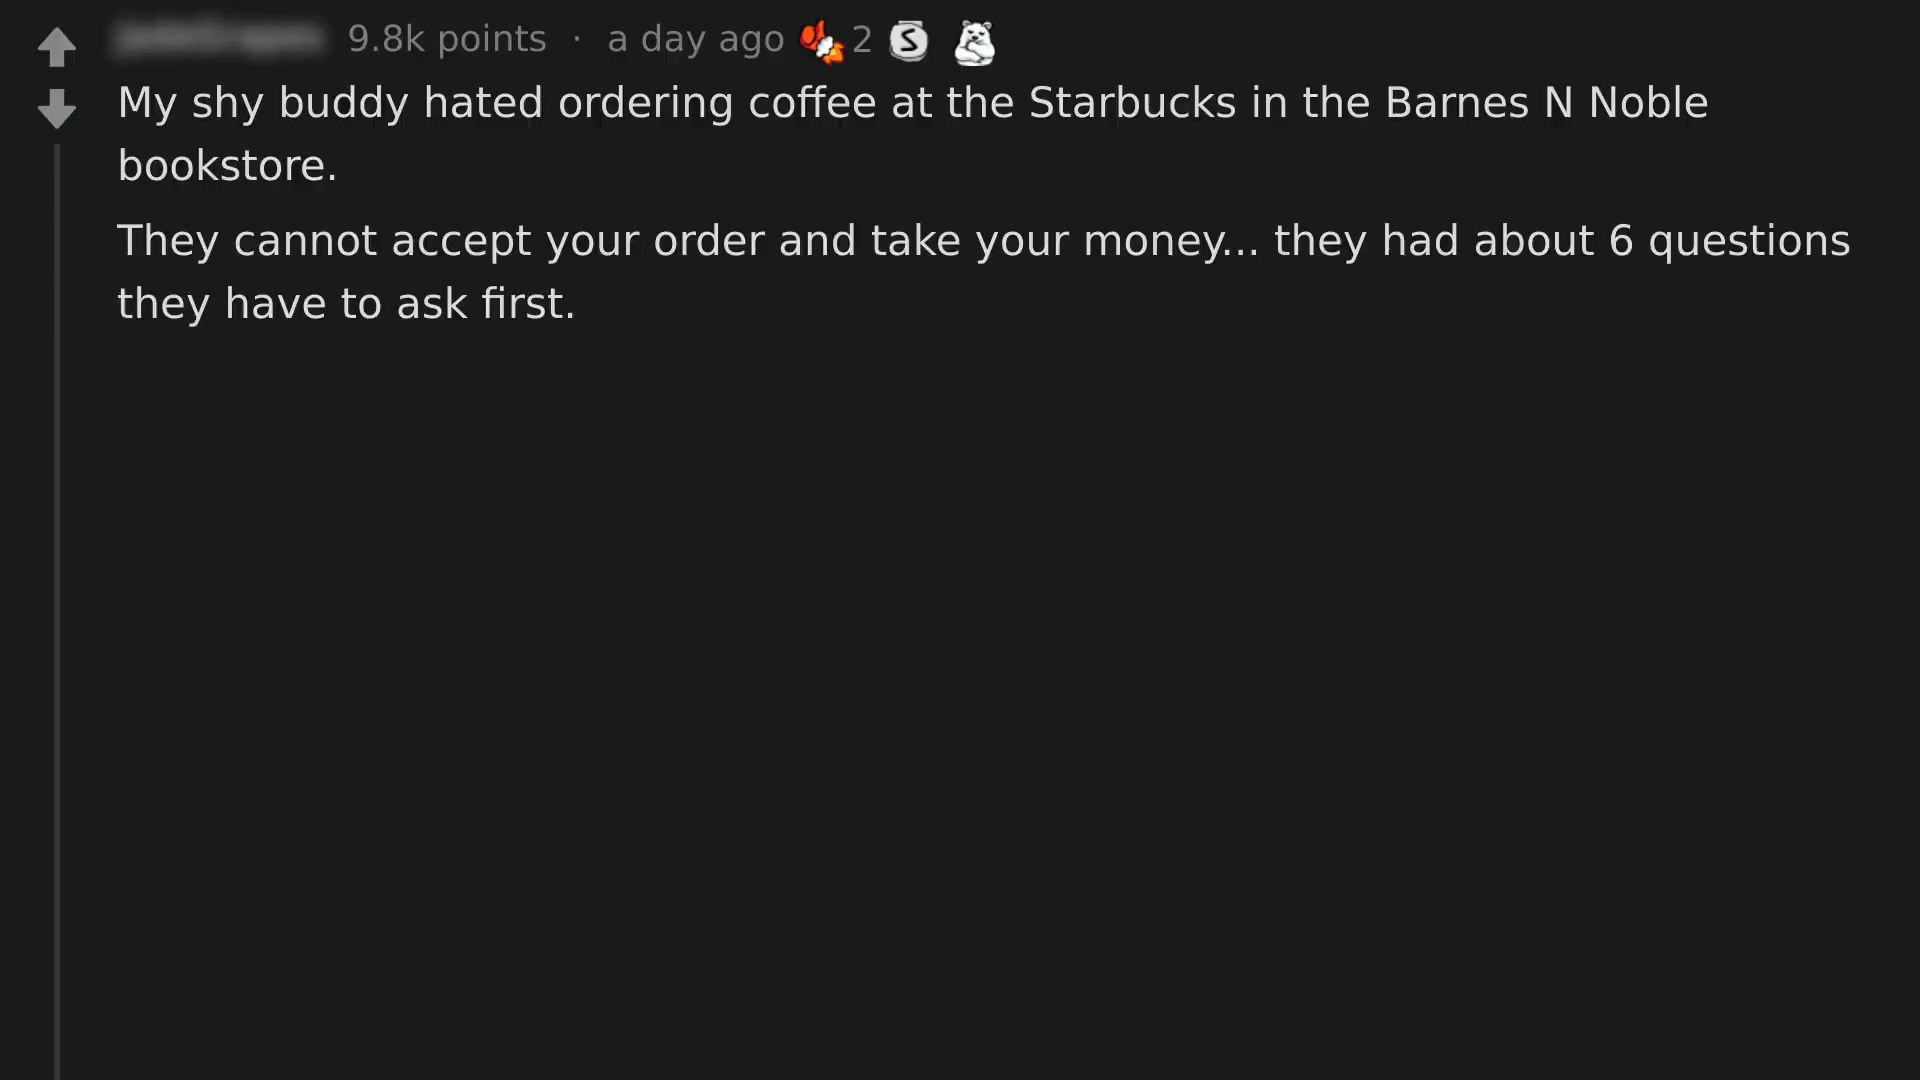 9.8k points · a day ago 2 S
My shy buddy hated ordering coffee at the Starbucks in the Barnes N Noble
bookstore.
They cannot accept your order and take your money... they had about 6 questions
they have to ask first.